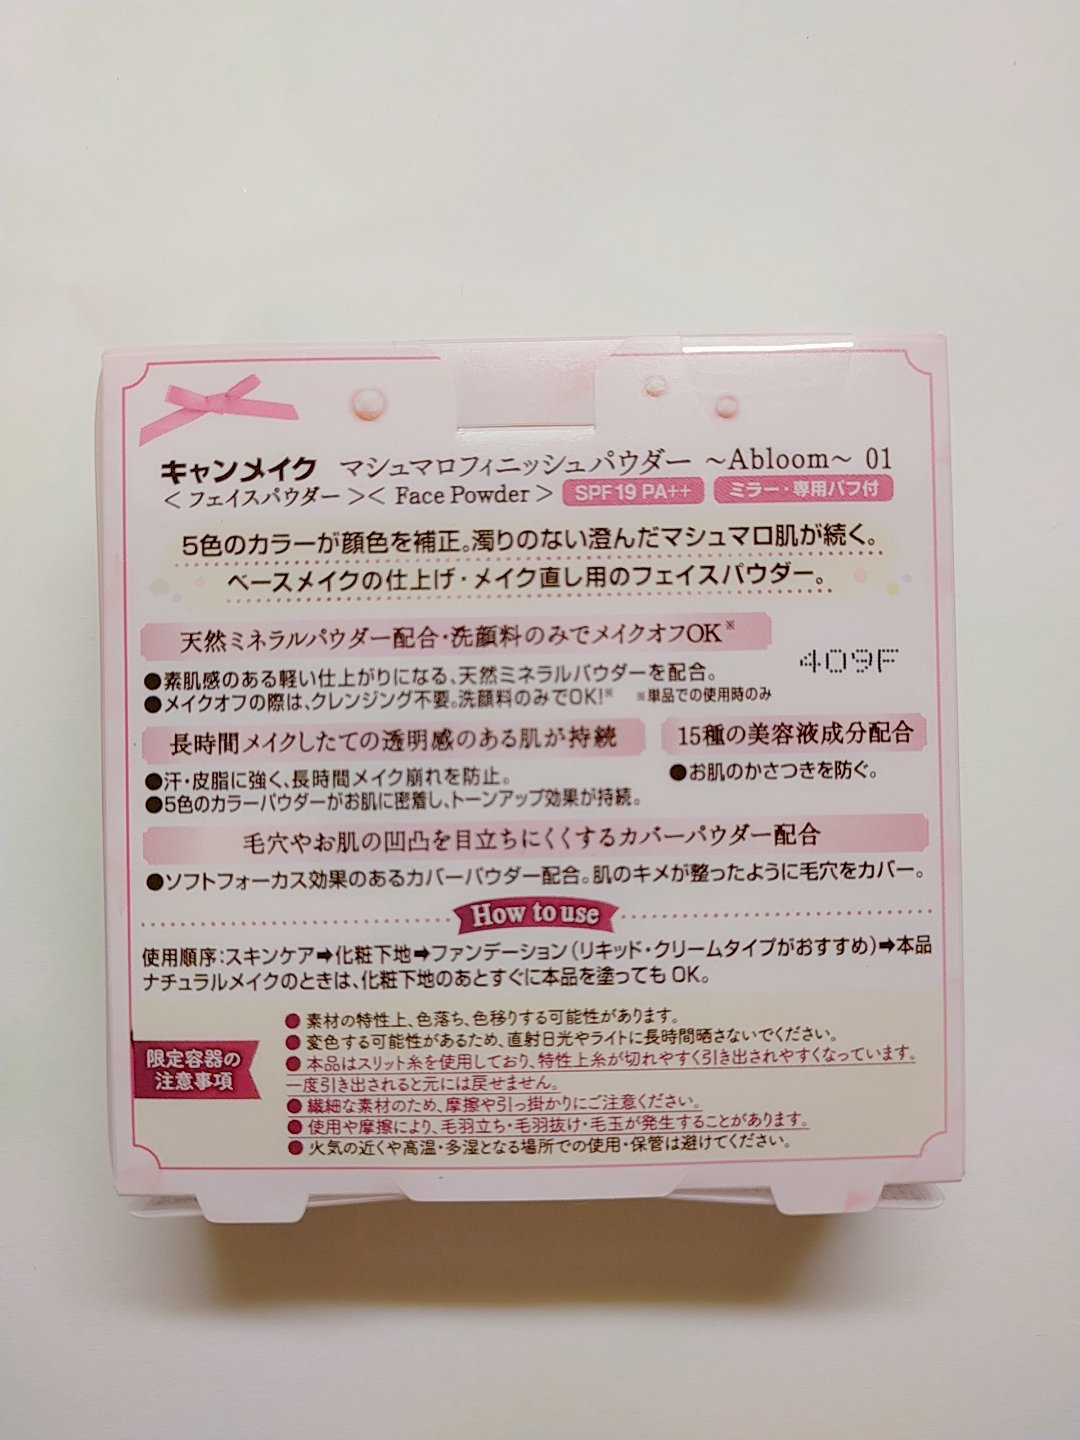 キャンメイク マシュマロフィニッシュパウダー ～Abloom～ 01
＜フェイスパウダー＞＜ Face Powder ＞ SPF19 PA++ ミラー・専用パフ付
5色のカラーが顔色を補正。濁りのない澄んだマシュマロ肌が続く。
ベースメイクの仕上げ・メイク直し用のフェイスパウダー。
天然ミネラルパウダー配合・洗顔料のみでメイクオフOK※
409F
●素肌感のある軽い仕上がりになる、天然ミネラルパウダーを配合。
●メイクオフの際は、クレンジング不要。洗顔料のみでOK!※ ※単品での使用時のみ
長時間メイクしたての透明感のある肌が持続
●汗・皮脂に強く、長時間メイク崩れを防止。
●5色のカラーパウダーがお肌に密着し、トーンアップ効果が持続。
15種の美容液成分配合
●お肌のかさつきを防ぐ。
毛穴やお肌の凹凸を目立ちにくくするカバーパウダー配合
●ソフトフォーカス効果のあるカバーパウダー配合。肌のキメが整ったように毛穴をカバー。
How to use
使用順序：スキンケア➡化粧下地➡ファンデーション（リキッド・クリームタイプがおすすめ）➡本品
ナチュラルメイクのときは、化粧下地のあとすぐに本品を塗ってもOK。
限定容器の
注意事項
● 素材の特性上、色落ち、色移りする可能性があります。
● 変色する可能性があるため、直射日光やライトに長時間晒さないでください。
● 本品はスリット糸を使用しており、特性上糸が切れやすく引き出されやすくなっています。
一度引き出されると元には戻せません。
● 繊細な素材のため、摩擦や引っ掛かりにご注意ください。
● 使用や摩擦により、毛羽立ち・毛羽抜け・毛玉が発生することがあります。
● 火気の近くや高温・多湿となる場所での使用・保管は避けてください。